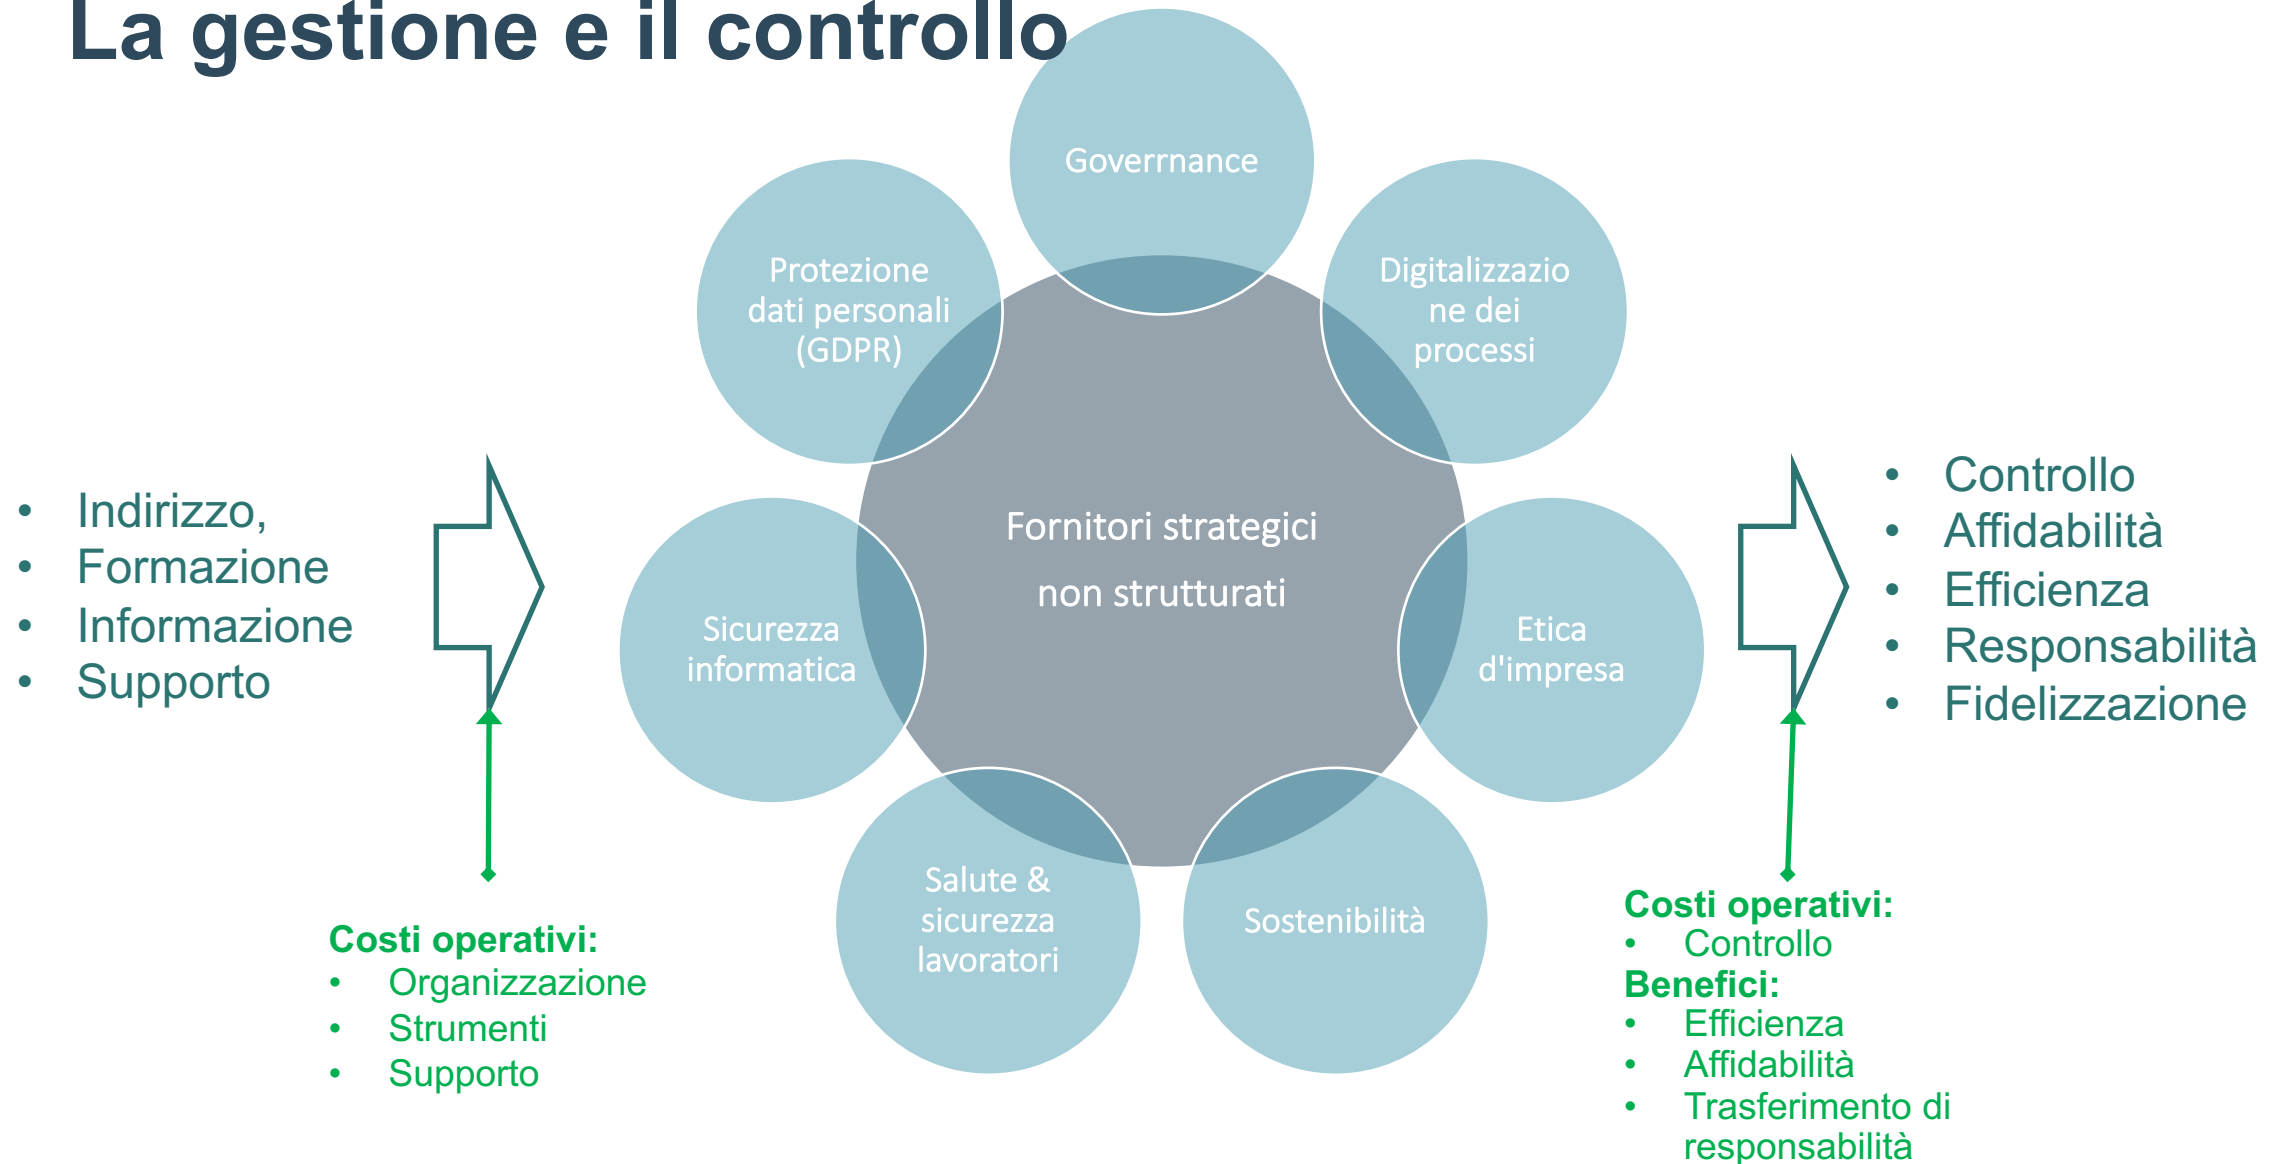 La gestione e il controllo
Goverrnance
Protezione
dati personali
(GDPR)
Digitalizzazio
ne dei
processi
• Indirizzo,
• Formazione
• Informazione
• Supporto
Fornitori strategici
non strutturati
Sicurezza
informatica
Etica
d'impresa
• Controllo
• Affidabilità
• Efficienza
• Responsabilità
• Fidelizzazione
Salute &
sicurezza
lavoratori
Sostenibilità
Costi operativi:
• Organizzazione
• Strumenti
• Supporto
Costi operativi:
• Controllo
Benefici:
• Efficienza
• Affidabilità
• Trasferimento di
responsabilità